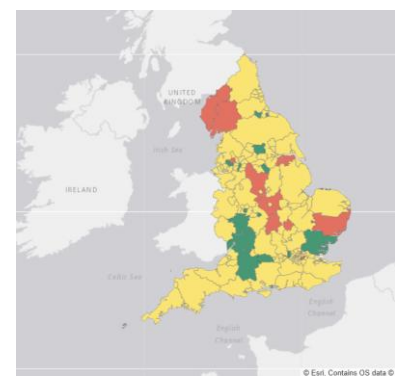 UNITED
KINGDOM
Irish Sea
IRELAND
Celtic Sea
English
Channel
English
Channel
© Esri, Contains OS data ©